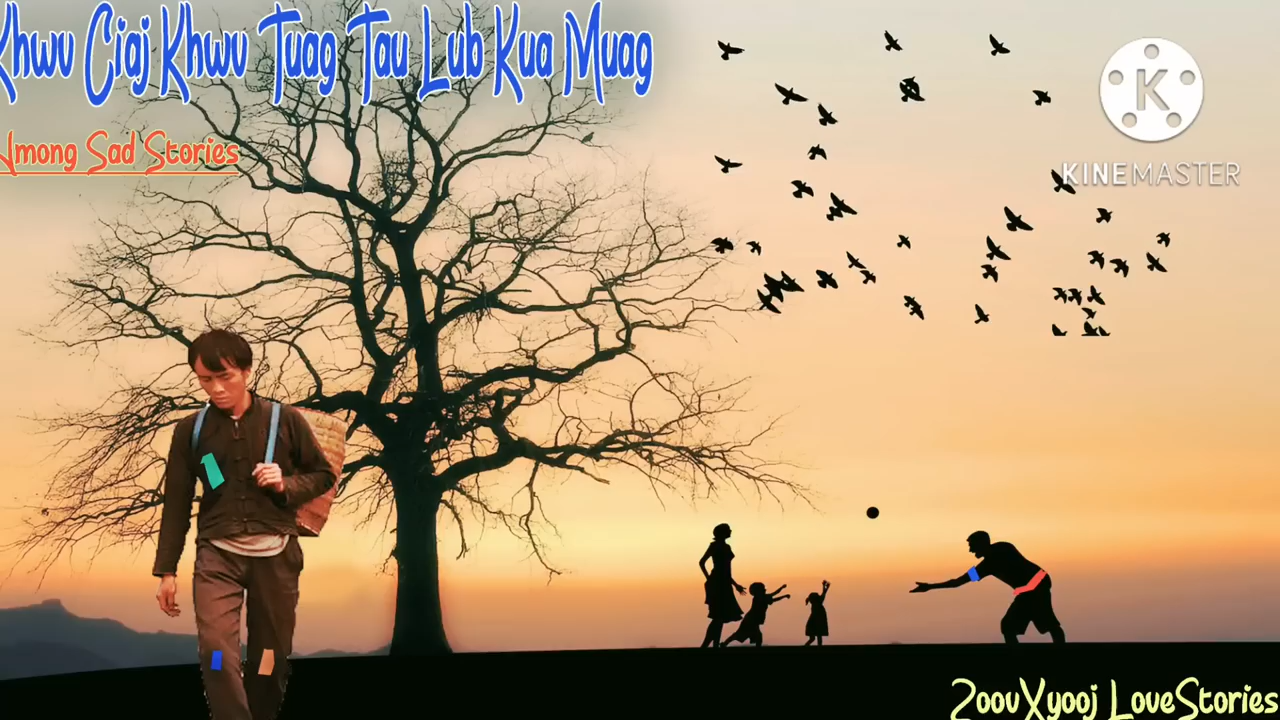 Khwv Ciaj Khwv Tuag Tau Lub Kua Muag
Hmong Sad Stories
K
KINEMASTER
ZoovXyooj LoveStories